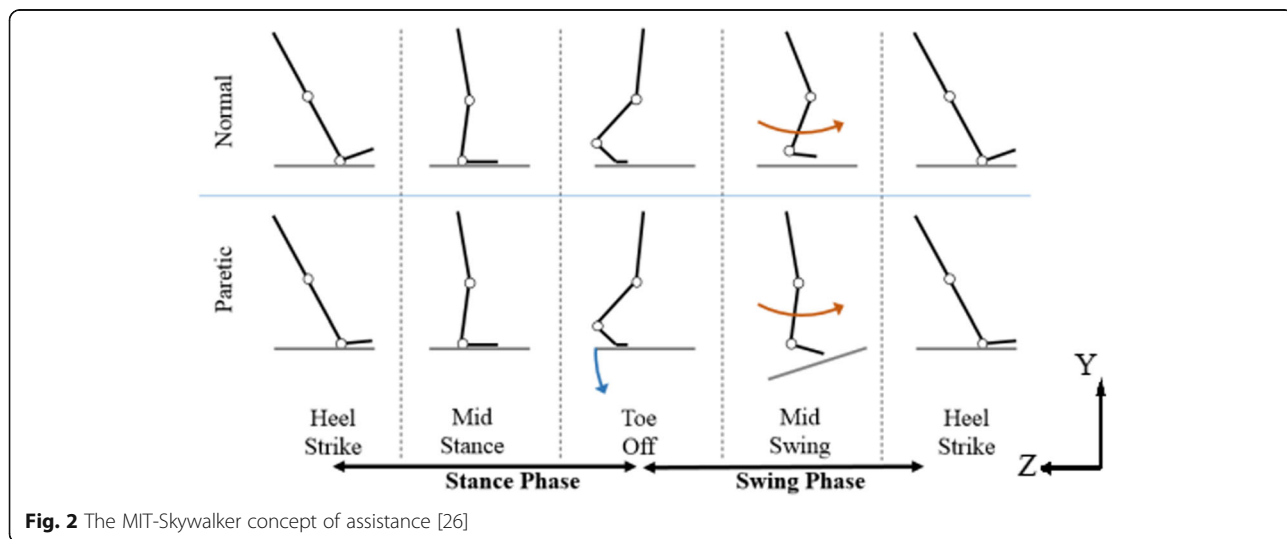 Normal
Paretic
Heel Strike
Mid Stance
Toe Off
Mid Swing
Heel Strike
Stance Phase
Swing Phase
Y
Z
Fig. 2 The MIT-Skywalker concept of assistance [26]